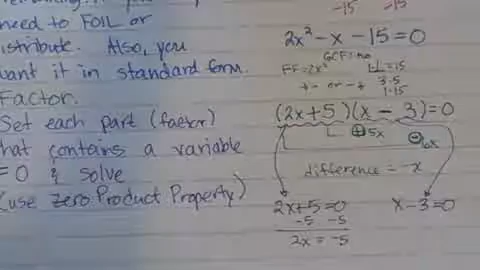 need to FOIL or
distribute. Also, you
want it in standard form.
Factor.
Set each part (factor)
that contains a variable
= 0 & solve
(use Zero Product Property)
-15 -15
2x² - x - 15 = 0
GCF: no
FF = 2x² LL = 15
+ - or - + 3·5
1·15
(2x + 5)(x - 3) = 0
⊕ 5x ⊖ 6x
difference = -x
2x + 5 = 0 x - 3 = 0
-5 -5
2x = -5